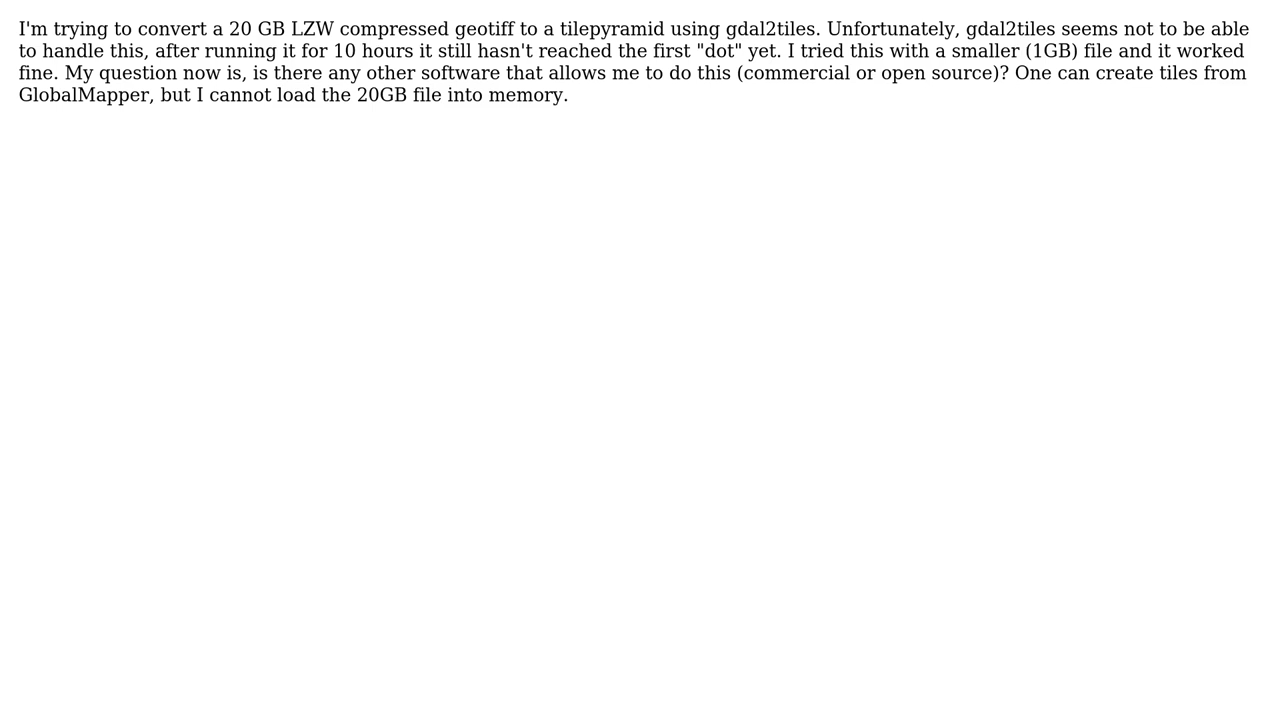 I'm trying to convert a 20 GB LZW compressed geotiff to a tilepyramid using gdal2tiles. Unfortunately, gdal2tiles seems not to be able
to handle this, after running it for 10 hours it still hasn't reached the first "dot" yet. I tried this with a smaller (1GB) file and it worked
fine. My question now is, is there any other software that allows me to do this (commercial or open source)? One can create tiles from
GlobalMapper, but I cannot load the 20GB file into memory.